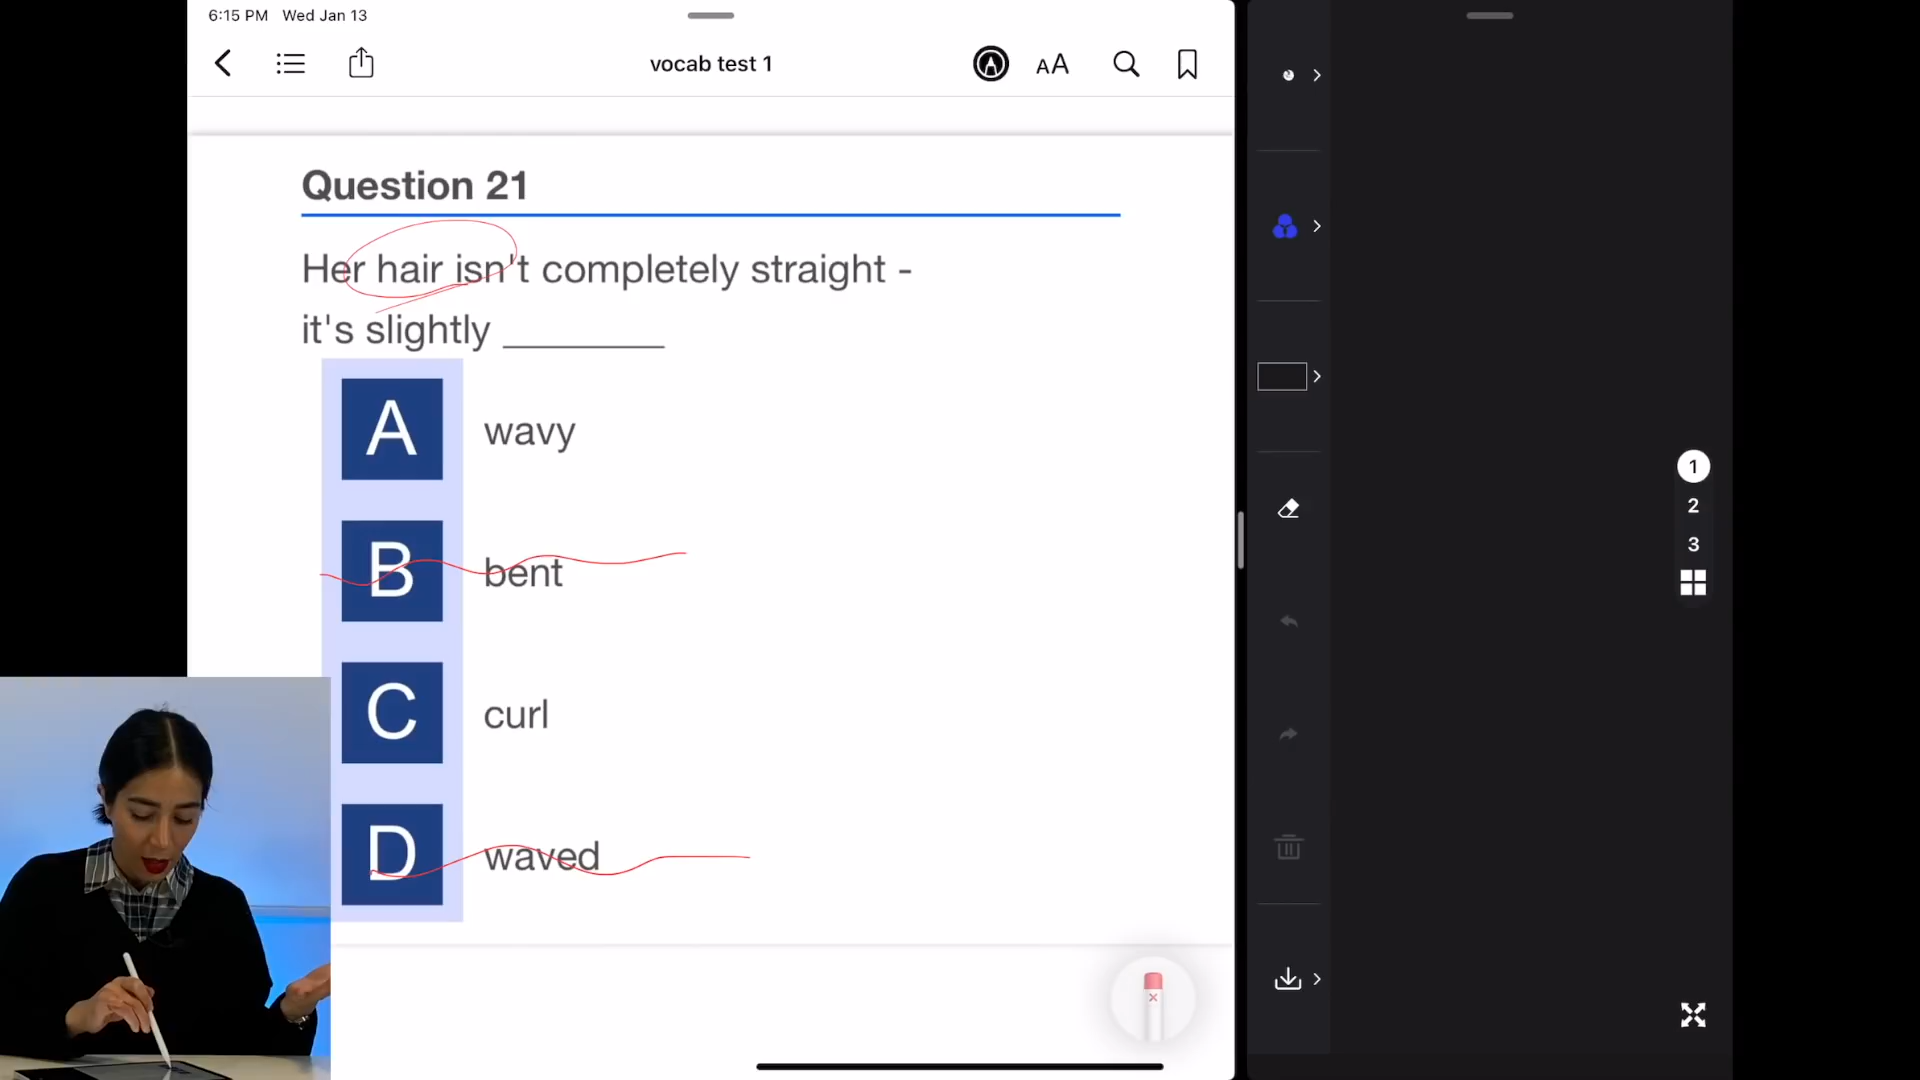 6:15 PM Wed Jan 13
vocab test 1
AA
Question 21
Her hair isn't completely straight -
it's slightly ________
A wavy
B bent
C curl
D waved
1
2
3